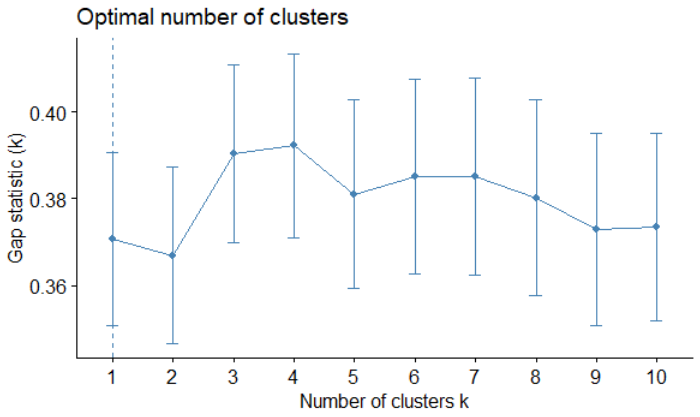 Optimal number of clusters
Gap statistic (k)
0.40
0.38
0.36
1 2 3 4 5 6 7 8 9 10
Number of clusters k